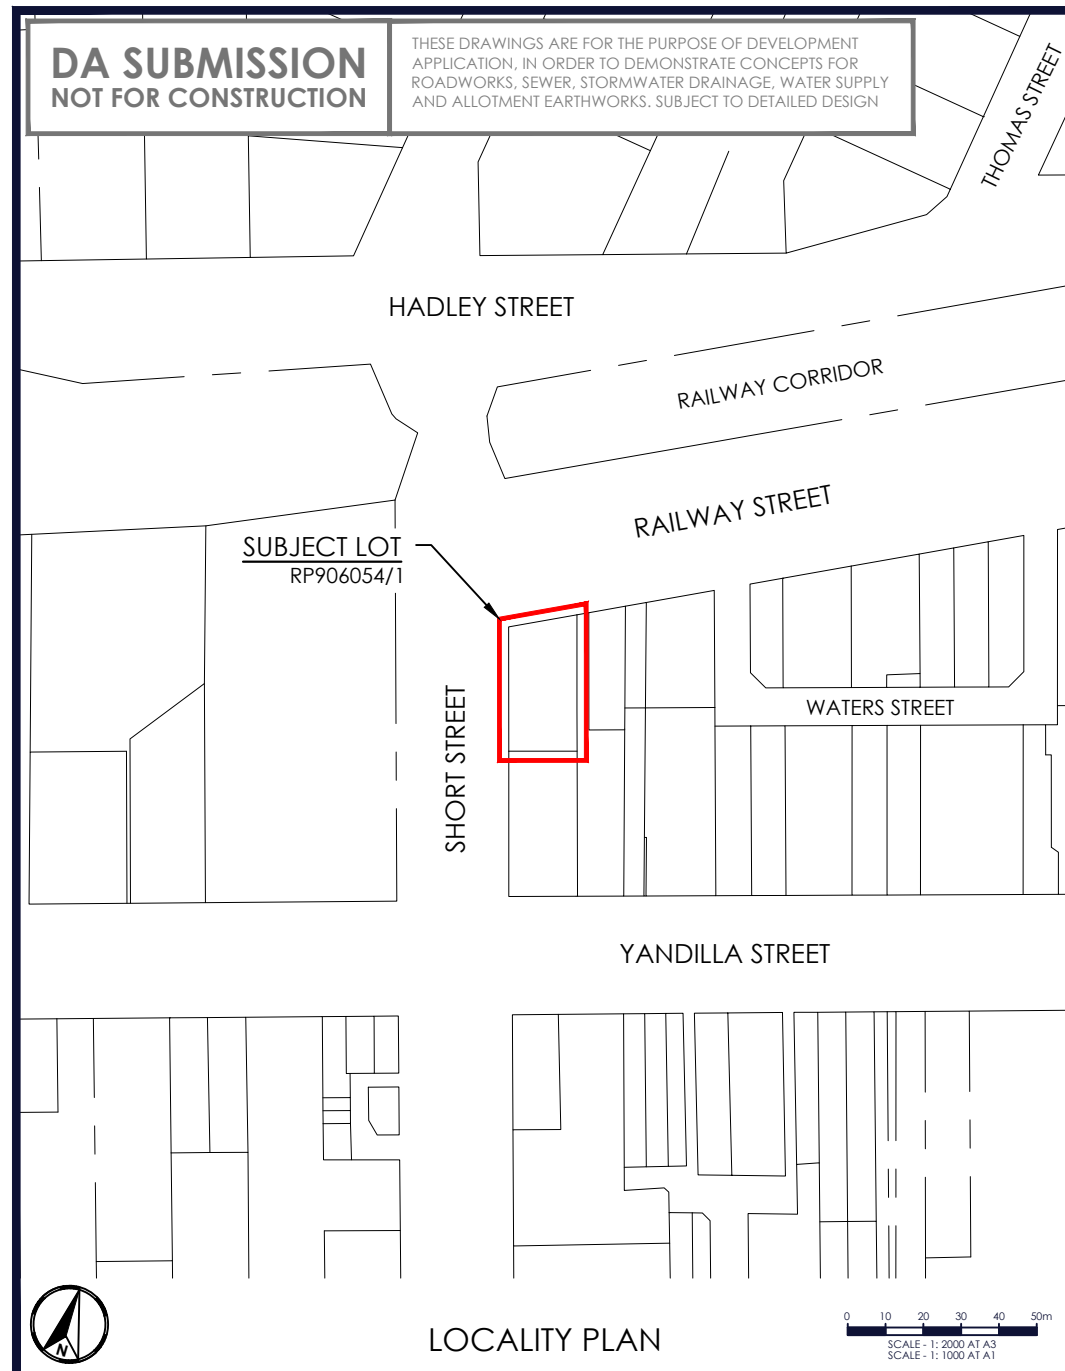 DA SUBMISSION
NOT FOR CONSTRUCTION
THESE DRAWINGS ARE FOR THE PURPOSE OF DEVELOPMENT
APPLICATION, IN ORDER TO DEMONSTRATE CONCEPTS FOR
ROADWORKS, SEWER, STORMWATER DRAINAGE, WATER SUPPLY
AND ALLOTMENT EARTHWORKS. SUBJECT TO DETAILED DESIGN
THOMAS STREET
HADLEY STREET
RAILWAY CORRIDOR
RAILWAY STREET
SUBJECT LOT
RP906054/1
SHORT STREET
WATERS STREET
YANDILLA STREET
N
LOCALITY PLAN
0 10 20 30 40 50m
SCALE - 1: 2000 AT A3
SCALE - 1: 1000 AT A1